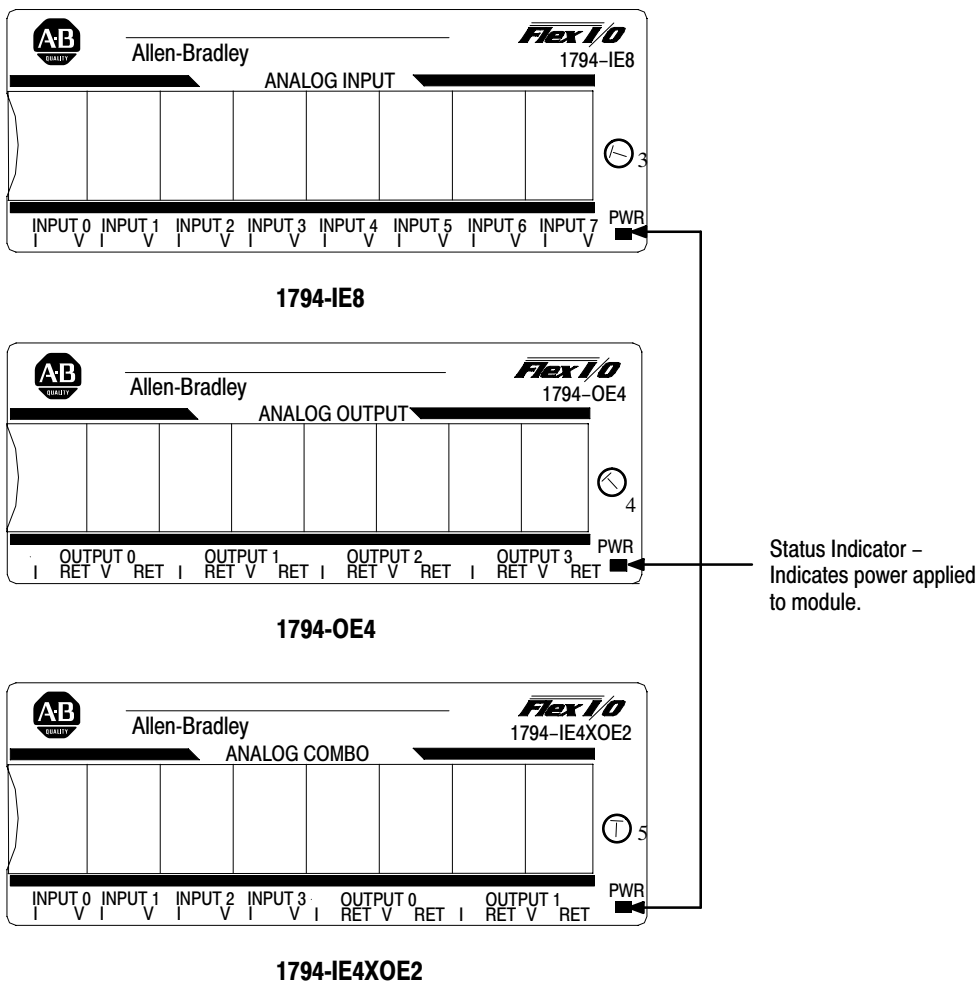 A·B
QUALITY
Allen-Bradley
Flex I/O
1794–IE8
ANALOG INPUT
3
INPUT 0 INPUT 1 INPUT 2 INPUT 3 INPUT 4 INPUT 5 INPUT 6 INPUT 7
I V I V I V I V I V I V I V I V
PWR
1794-IE8
A·B
QUALITY
Allen-Bradley
Flex I/O
1794–OE4
ANALOG OUTPUT
4
OUTPUT 0 OUTPUT 1 OUTPUT 2 OUTPUT 3
I RET V RET I RET V RET I RET V RET I RET V RET
PWR
Status Indicator –
Indicates power applied
to module.
1794-OE4
A·B
QUALITY
Allen-Bradley
Flex I/O
1794–IE4XOE2
ANALOG COMBO
5
INPUT 0 INPUT 1 INPUT 2 INPUT 3 OUTPUT 0 OUTPUT 1
I V I V I V I V I RET V RET I RET V RET
PWR
1794-IE4XOE2